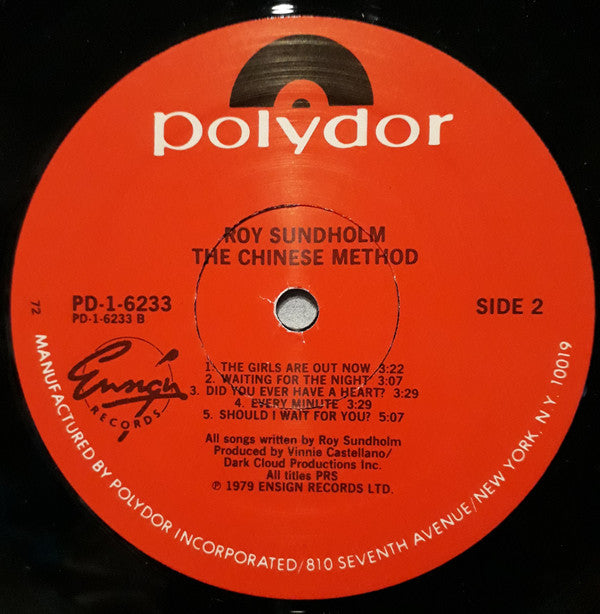 polydor
ROY SUNDHOLM
THE CHINESE METHOD
PD-1-6233
PD-1-6233 B
SIDE 2
72
Ensign
RECORDS
1. THE GIRLS ARE OUT NOW 3:22
2. WAITING FOR THE NIGHT 3:07
3. DID YOU EVER HAVE A HEART? 3:29
4. EVERY MINUTE 3:29
5. SHOULD I WAIT FOR YOU? 5:07
All songs written by Roy Sundholm
Produced by Vinnie Castellano/
Dark Cloud Productions Inc.
All titles PRS
℗ 1979 ENSIGN RECORDS LTD.
MANUFACTURED BY POLYDOR INCORPORATED/810 SEVENTH AVENUE/NEW YORK, N.Y. 10019